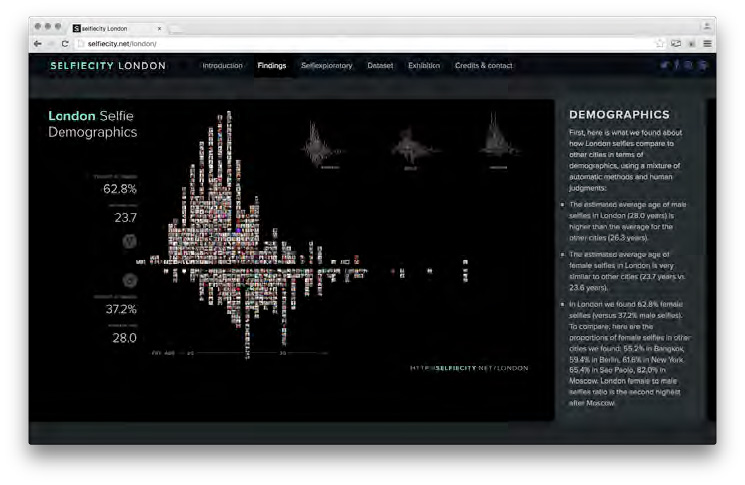 selfiecity London
selfiecity.net/london/
SELFIECITY LONDON
Introduction
Findings
Selfiexploratory
Dataset
Exhibition
Credits & contact
London Selfie
Demographics
62.8%
23.7
37.2%
28.0
HTTP://SELFIECITY.NET/LONDON
DEMOGRAPHICS
First, here is what we found about
how London selfies compare to
other cities in terms of
demographics, using a mixture of
automatic methods and human
judgments:
The estimated average age of male
selfies in London (28.0 years) is
higher than the average for the
other cities (26.3 years).
The estimated average age of
female selfies in London is very
similar to other cities (23.7 years vs.
23.6 years).
In London we found 62.8% female
selfies (versus 37.2% male selfies).
To compare, here are the
proportions of female selfies in other
cities we found: 55.2% in Bangkok,
59.4% in Berlin, 61.6% in New York,
65.4% in Sao Paolo, 82.0% in
Moscow. London female to male
selfies ratio is the second highest
after Moscow.